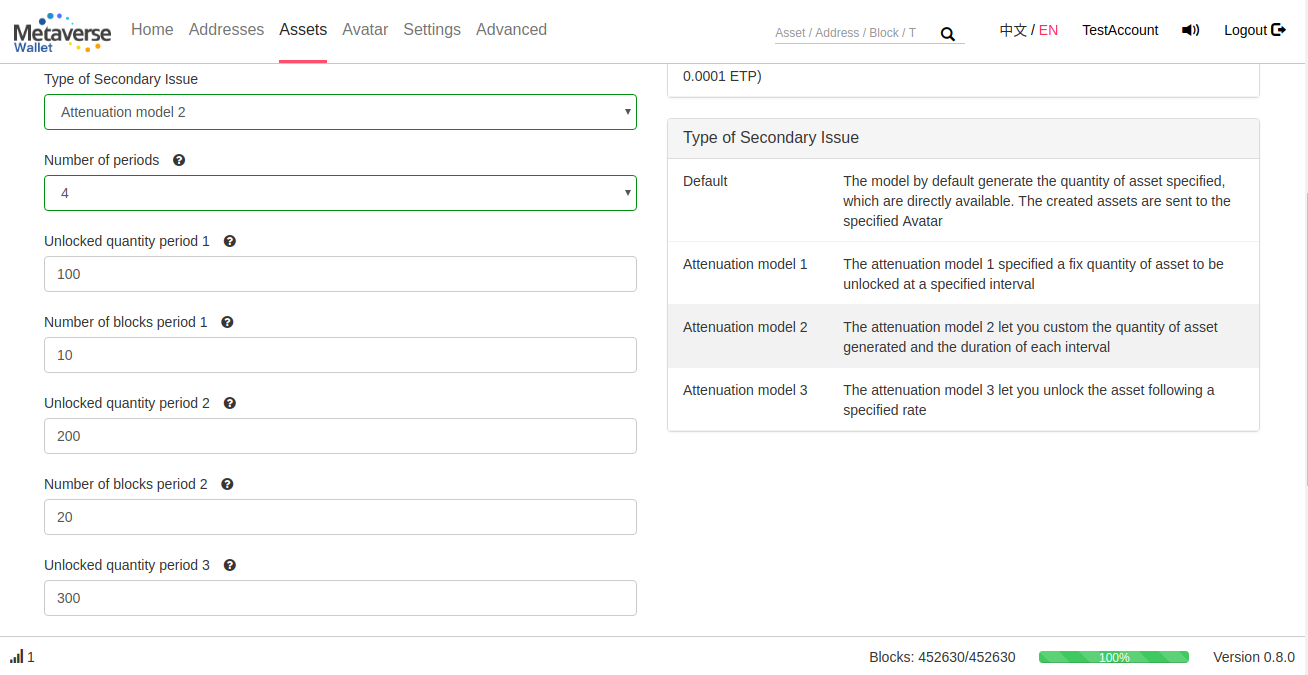 Metaverse
Wallet
Home Addresses Assets Avatar Settings Advanced
Asset / Address / Block / T
中文 / EN
TestAccount
Logout
Type of Secondary Issue
Attenuation model 2
Number of periods
4
Unlocked quantity period 1
100
Number of blocks period 1
10
Unlocked quantity period 2
200
Number of blocks period 2
20
Unlocked quantity period 3
300
0.0001 ETP)
Type of Secondary Issue
Default
The model by default generate the quantity of asset specified,
which are directly available. The created assets are sent to the
specified Avatar
Attenuation model 1
The attenuation model 1 specified a fix quantity of asset to be
unlocked at a specified interval
Attenuation model 2
The attenuation model 2 let you custom the quantity of asset
generated and the duration of each interval
Attenuation model 3
The attenuation model 3 let you unlock the asset following a
specified rate
1
Blocks: 452630/452630
100%
Version 0.8.0